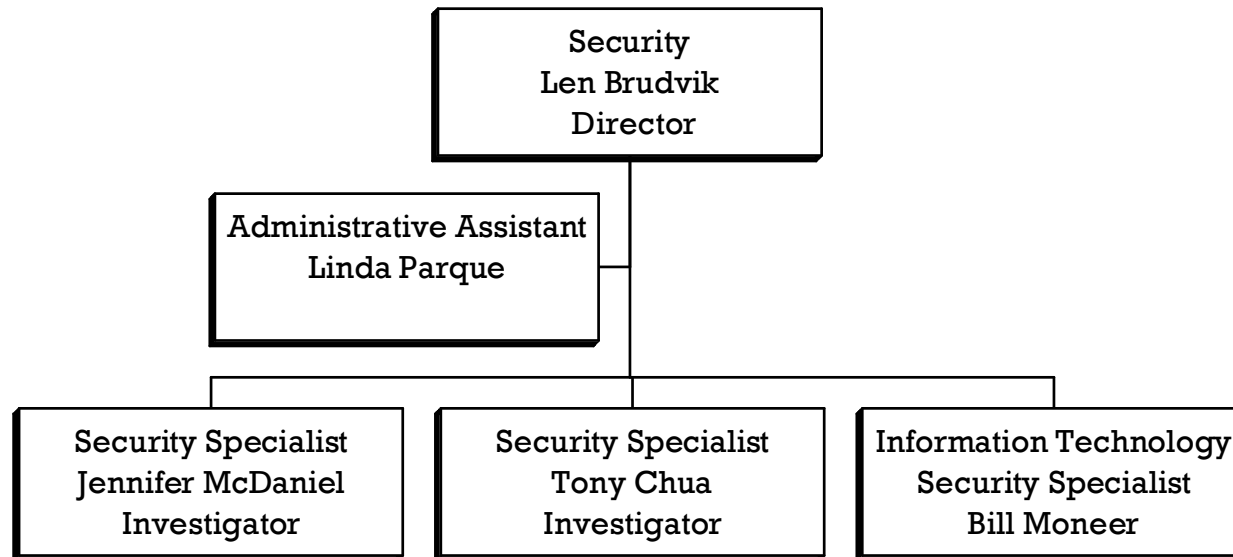 Security
Len Brudvik
Director
Administrative Assistant
Linda Parque
Security Specialist
Jennifer McDaniel
Investigator
Security Specialist
Tony Chua
Investigator
Information Technology
Security Specialist
Bill Moneer